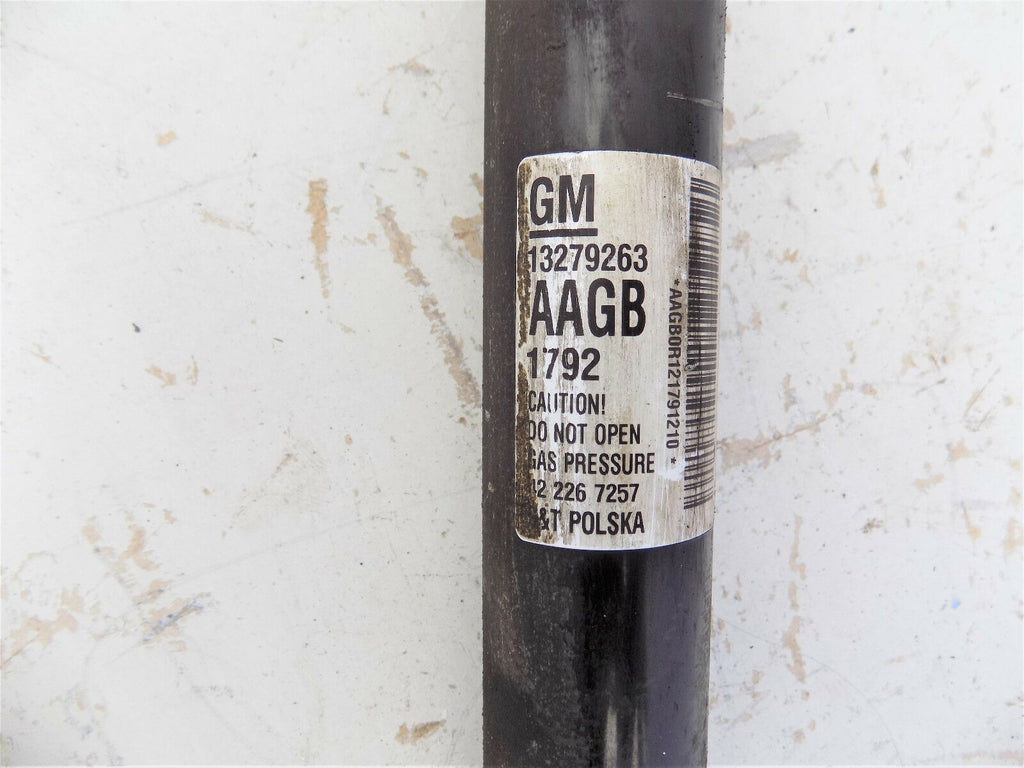 GM
13279263
AAGB
1792
CAUTION!
DO NOT OPEN
GAS PRESSURE
226 7257
POLSKA
*AAGB0R121791210*